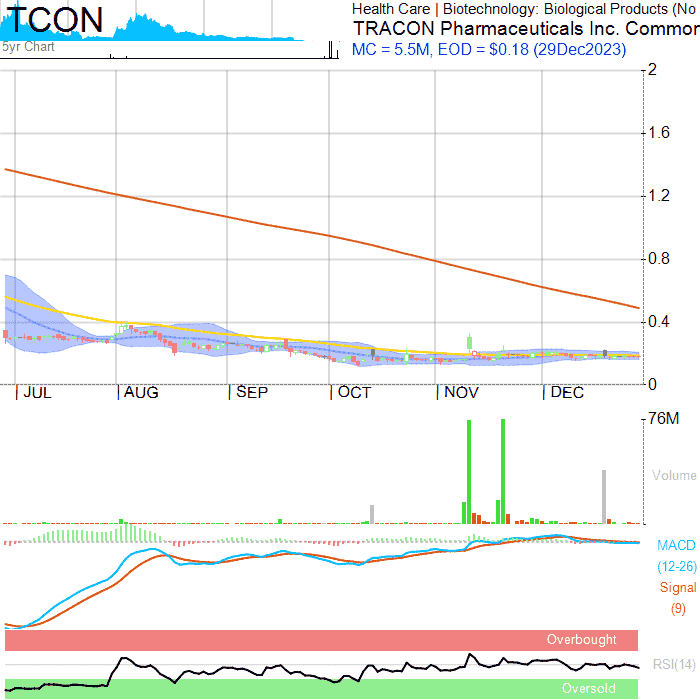 TCON
5yr Chart
Health Care | Biotechnology: Biological Products (No
TRACON Pharmaceuticals Inc. Common
MC = 5.5M, EOD = $0.18 (29Dec2023)
2
1.6
1.2
0.8
0.4
0
JUL AUG SEP OCT NOV DEC
76M
Volume
MACD
(12-26)
Signal
(9)
Overbought
RSI(14)
Oversold